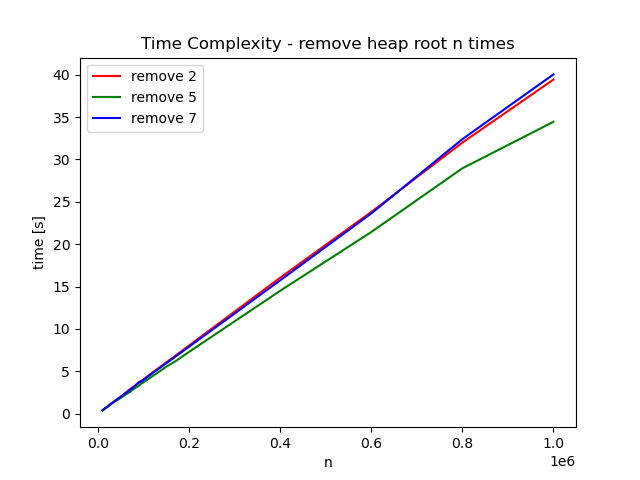 Time Complexity - remove heap root n times
remove 2
remove 5
remove 7
time [s]
40
35
30
25
20
15
10
5
0
0.0 0.2 0.4 0.6 0.8 1.0
1e6
n